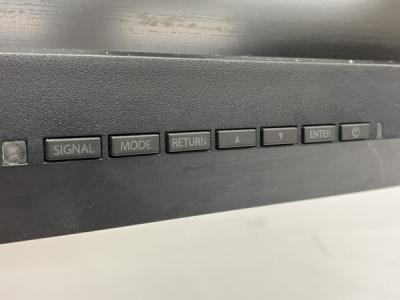 SIGNAL MODE RETURN ▲ ▼ ENTER ⏻